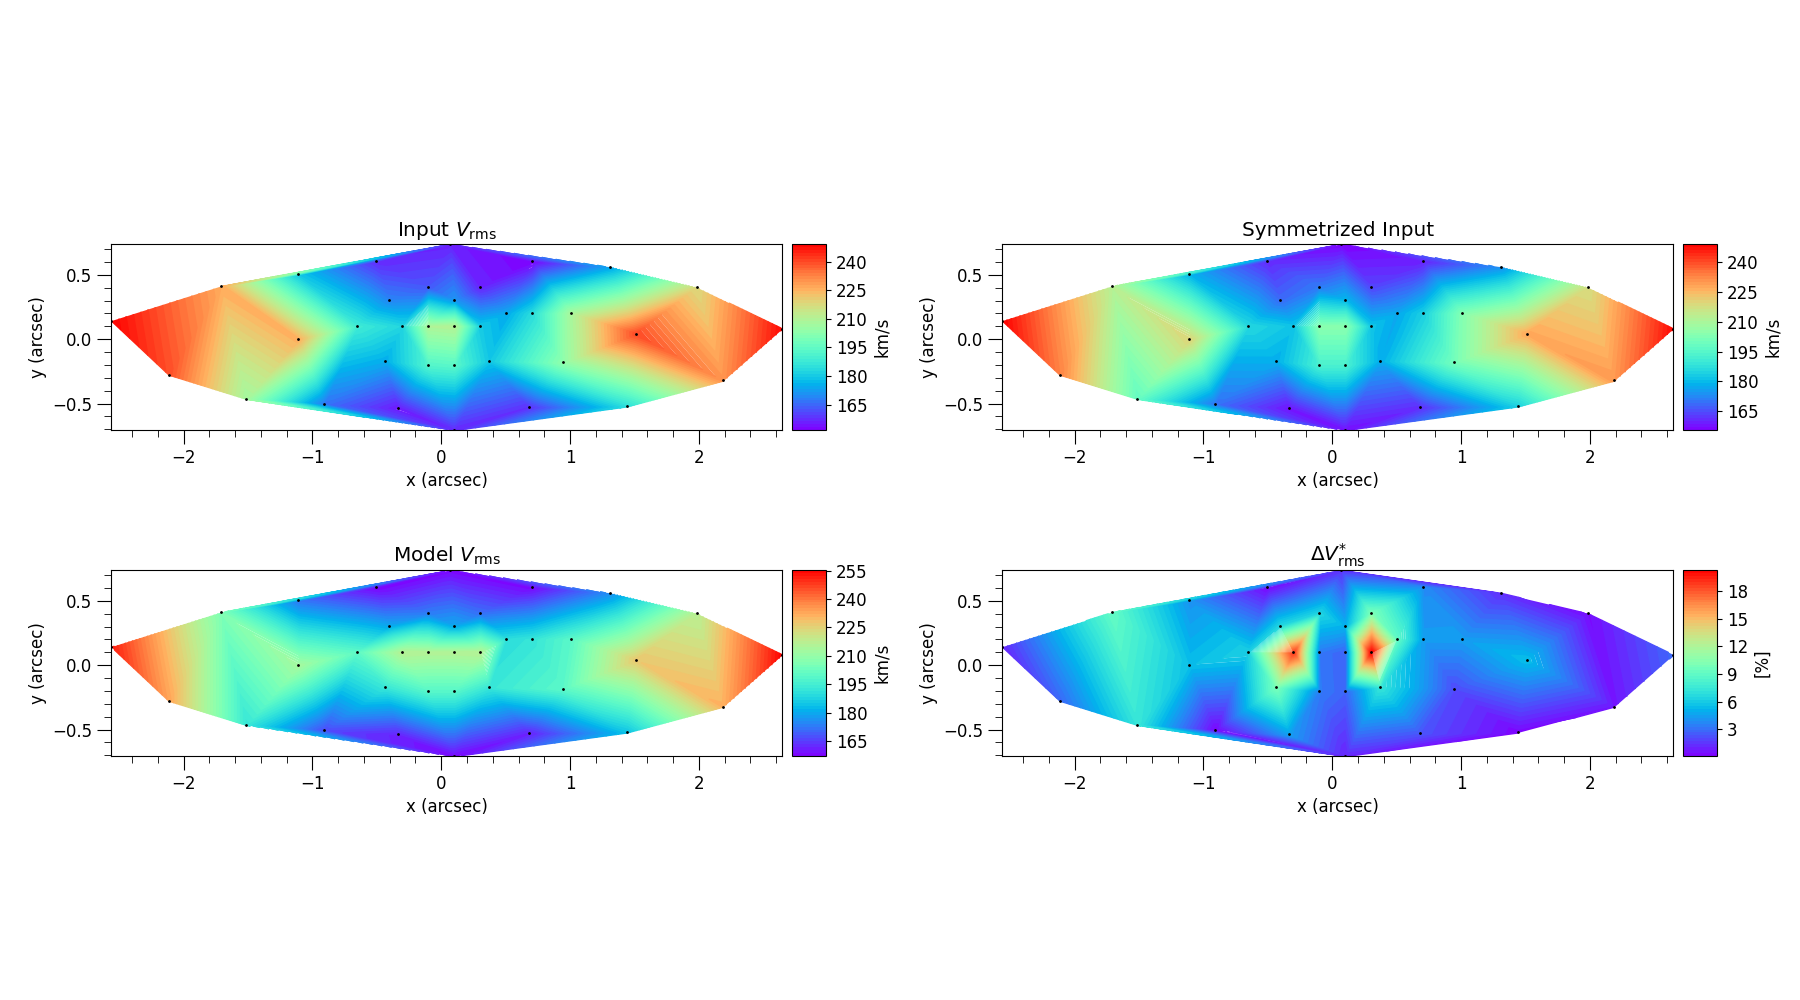 Input V_rms
Symmetrized Input
0.5
0.0
−0.5
y (arcsec)
−2 −1 0 1 2
x (arcsec)
240
225
210
195
180
165
km/s
0.5
0.0
−0.5
y (arcsec)
−2 −1 0 1 2
x (arcsec)
240
225
210
195
180
165
km/s
Model V_rms
ΔV*_rms
0.5
0.0
−0.5
y (arcsec)
−2 −1 0 1 2
x (arcsec)
255
240
225
210
195
180
165
km/s
0.5
0.0
−0.5
y (arcsec)
−2 −1 0 1 2
x (arcsec)
18
15
12
9
6
3
[%]